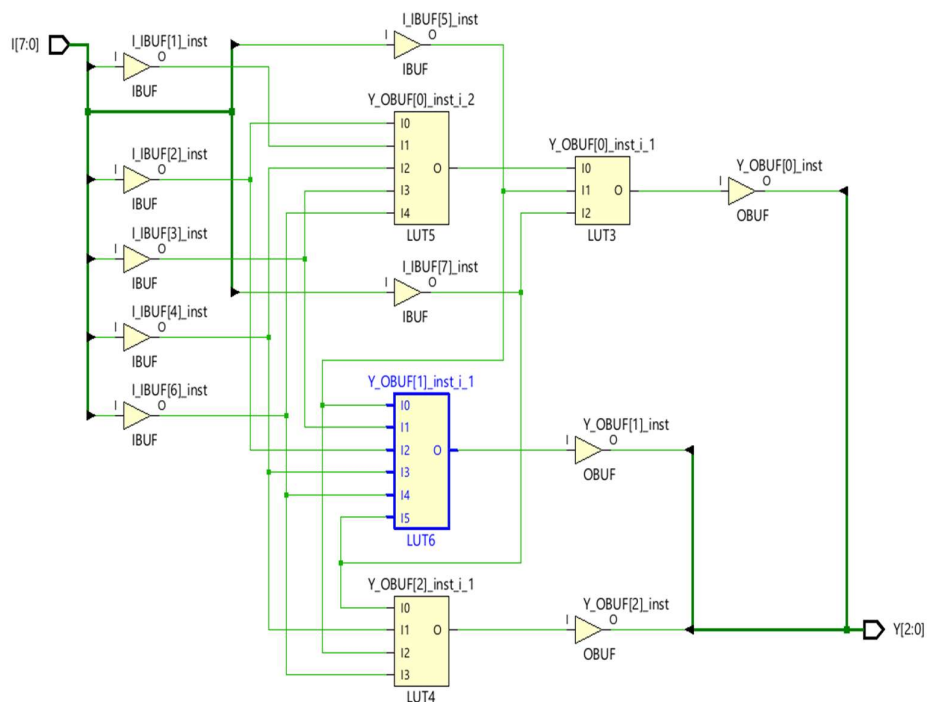 I[7:0]
I_IBUF[1]_inst
I O
IBUF
I_IBUF[2]_inst
I O
IBUF
I_IBUF[3]_inst
I O
IBUF
I_IBUF[4]_inst
I O
IBUF
I_IBUF[6]_inst
I O
IBUF
I_IBUF[5]_inst
I O
IBUF
Y_OBUF[0]_inst_i_2
I0
I1
I2 O
I3
I4
LUT5
I_IBUF[7]_inst
I O
IBUF
Y_OBUF[1]_inst_i_1
I0
I1
I2 O
I3
I4
I5
LUT6
Y_OBUF[2]_inst_i_1
I0
I1 O
I2
I3
LUT4
Y_OBUF[0]_inst_i_1
I0
I1 O
I2
LUT3
Y_OBUF[0]_inst
I O
OBUF
Y_OBUF[1]_inst
I O
OBUF
Y_OBUF[2]_inst
I O
OBUF
Y[2:0]